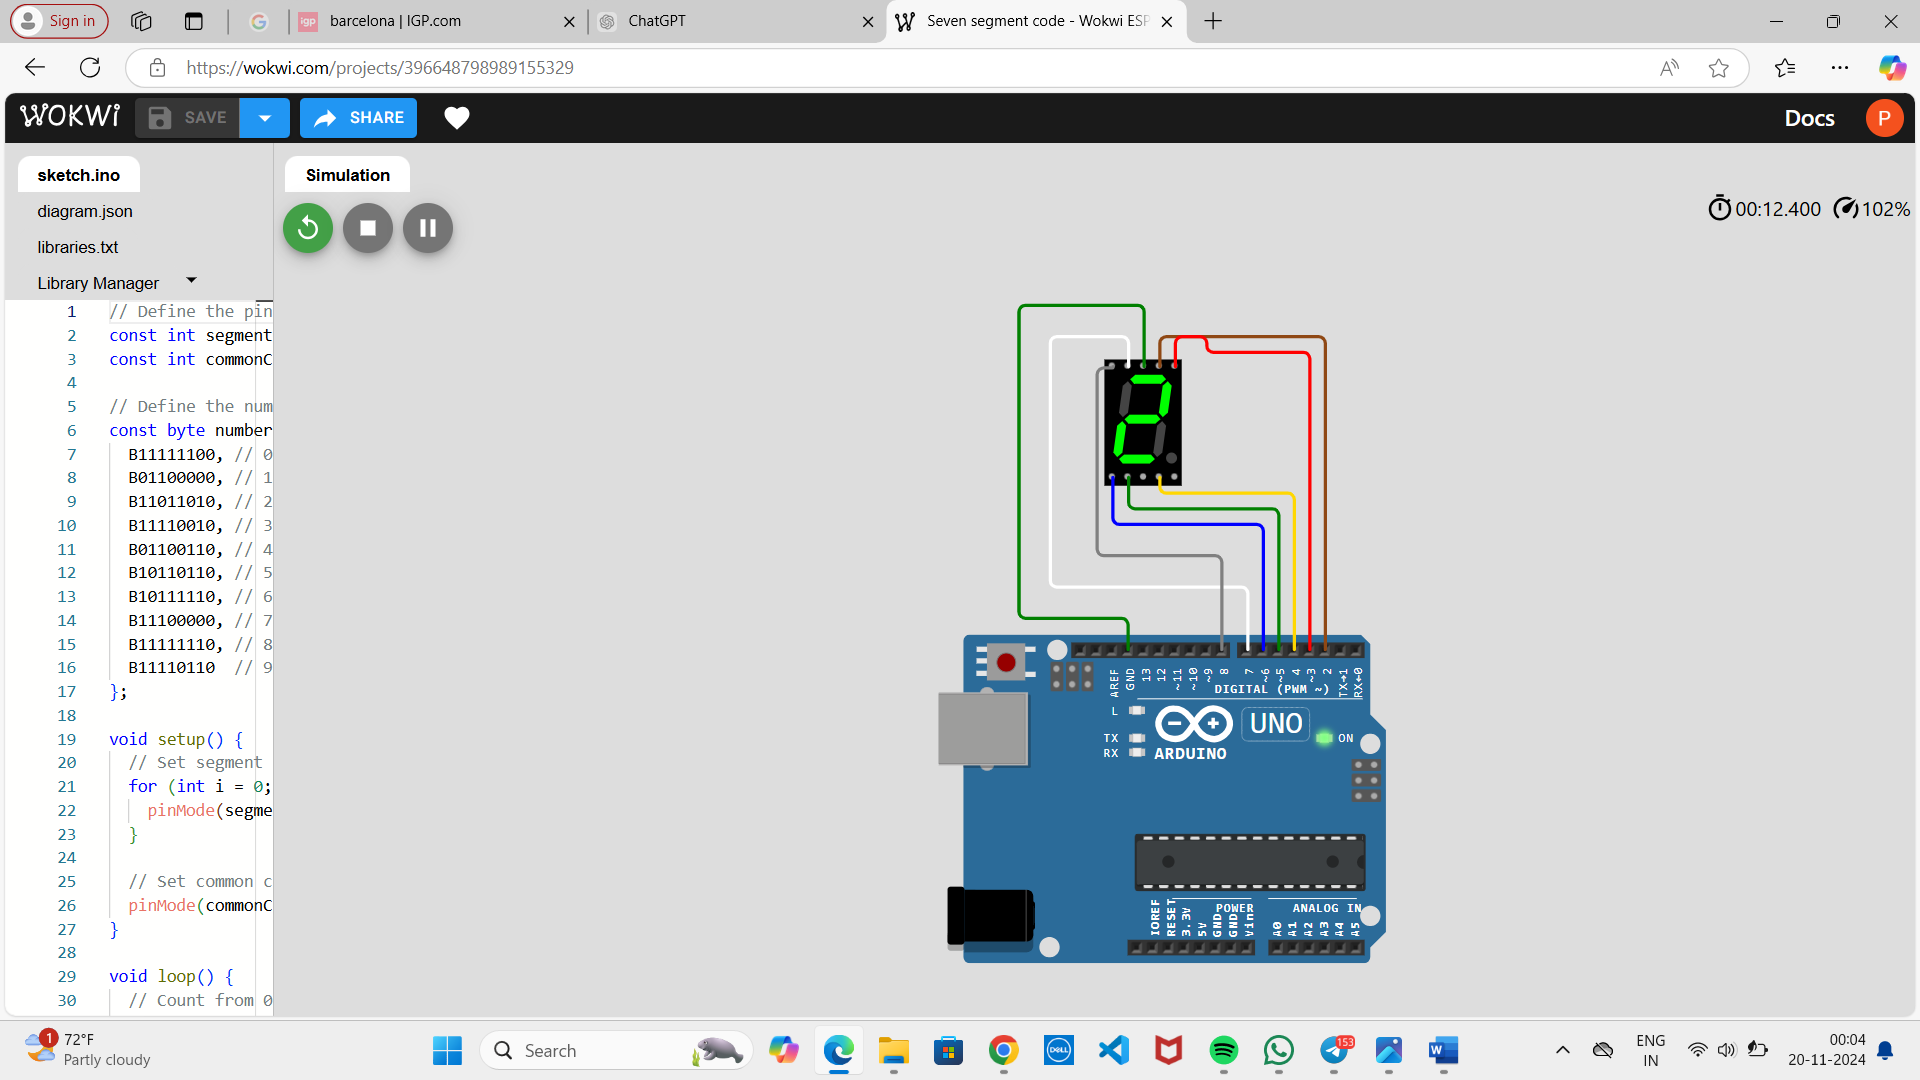 Sign in
barcelona | IGP.com
ChatGPT
Seven segment code - Wokwi ESP
https://wokwi.com/projects/396648798989155329
WOKWI
SAVE
SHARE
Docs
P
sketch.ino
diagram.json
libraries.txt
Library Manager
Simulation
00:12.400
102%
1 // Define the pin
2 const int segment
3 const int commonC
4
5 // Define the num
6 const byte number
7 B11111100, // 0
8 B01100000, // 1
9 B11011010, // 2
10 B11110010, // 3
11 B01100110, // 4
12 B10110110, // 5
13 B10111110, // 6
14 B11100000, // 7
15 B11111110, // 8
16 B11110110 // 9
17 };
18
19 void setup() {
20 // Set segment
21 for (int i = 0;
22 pinMode(segme
23 }
24
25 // Set common c
26 pinMode(commonC
27 }
28
29 void loop() {
30 // Count from 0
2
AREF GND 13 12 ~11 ~10 ~9 8 7 ~6 ~5 4 ~3 2 TX→1 RX←0
DIGITAL (PWM ~)
L
TX
RX
UNO
ARDUINO
ON
IOREF RESET 3.3V 5V GND GND Vin A0 A1 A2 A3 A4 A5
POWER
ANALOG IN
1
72°F
Partly cloudy
Search
DELL
153
ENG
IN
00:04
20-11-2024